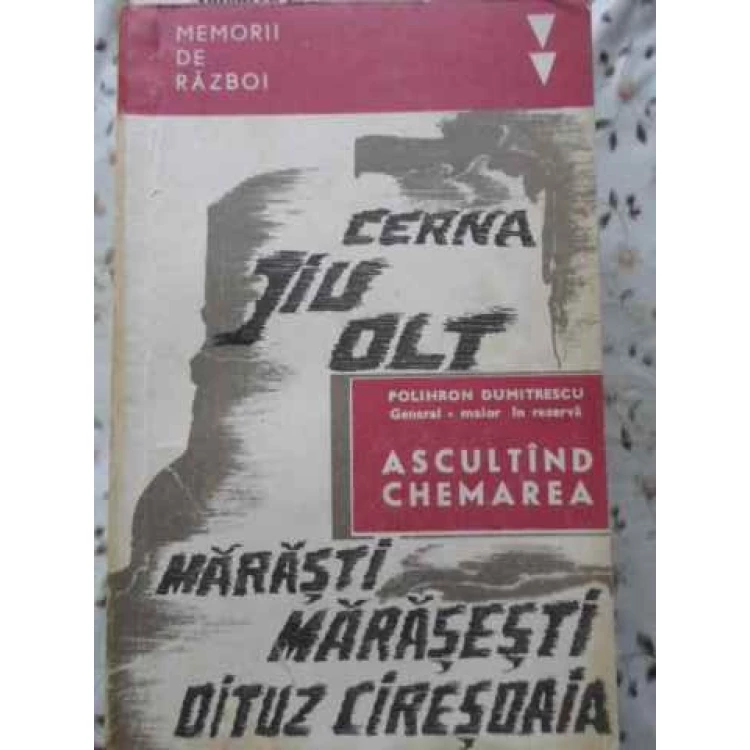 MEMORII
DE
RĂZBOI
CERNA
JIU
OLT
POLIHRON DUMITRESCU
General - maior în rezervă
ASCULTÎND
CHEMAREA
MĂRĂȘTI
MĂRĂȘEȘTI
OITUZ CIREȘOAIA